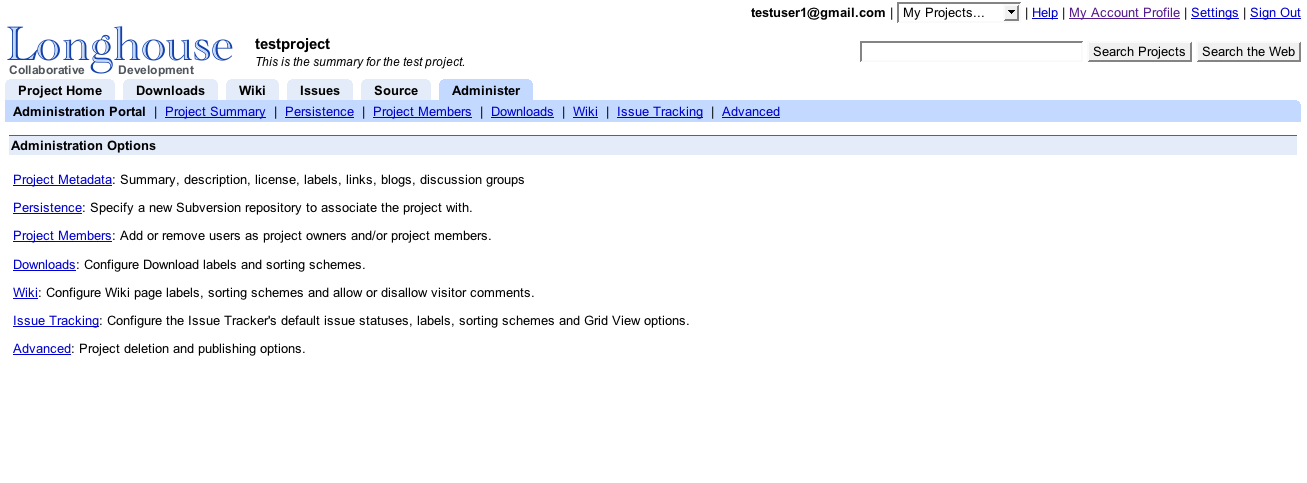 testuser1@gmail.com | My Projects... | Help | My Account Profile | Settings | Sign Out
Longhouse
Collaborative Development
testproject
This is the summary for the test project.
Search Projects Search the Web
Project Home Downloads Wiki Issues Source Administer
Administration Portal | Project Summary | Persistence | Project Members | Downloads | Wiki | Issue Tracking | Advanced
Administration Options
Project Metadata: Summary, description, license, labels, links, blogs, discussion groups
Persistence: Specify a new Subversion repository to associate the project with.
Project Members: Add or remove users as project owners and/or project members.
Downloads: Configure Download labels and sorting schemes.
Wiki: Configure Wiki page labels, sorting schemes and allow or disallow visitor comments.
Issue Tracking: Configure the Issue Tracker's default issue statuses, labels, sorting schemes and Grid View options.
Advanced: Project deletion and publishing options.